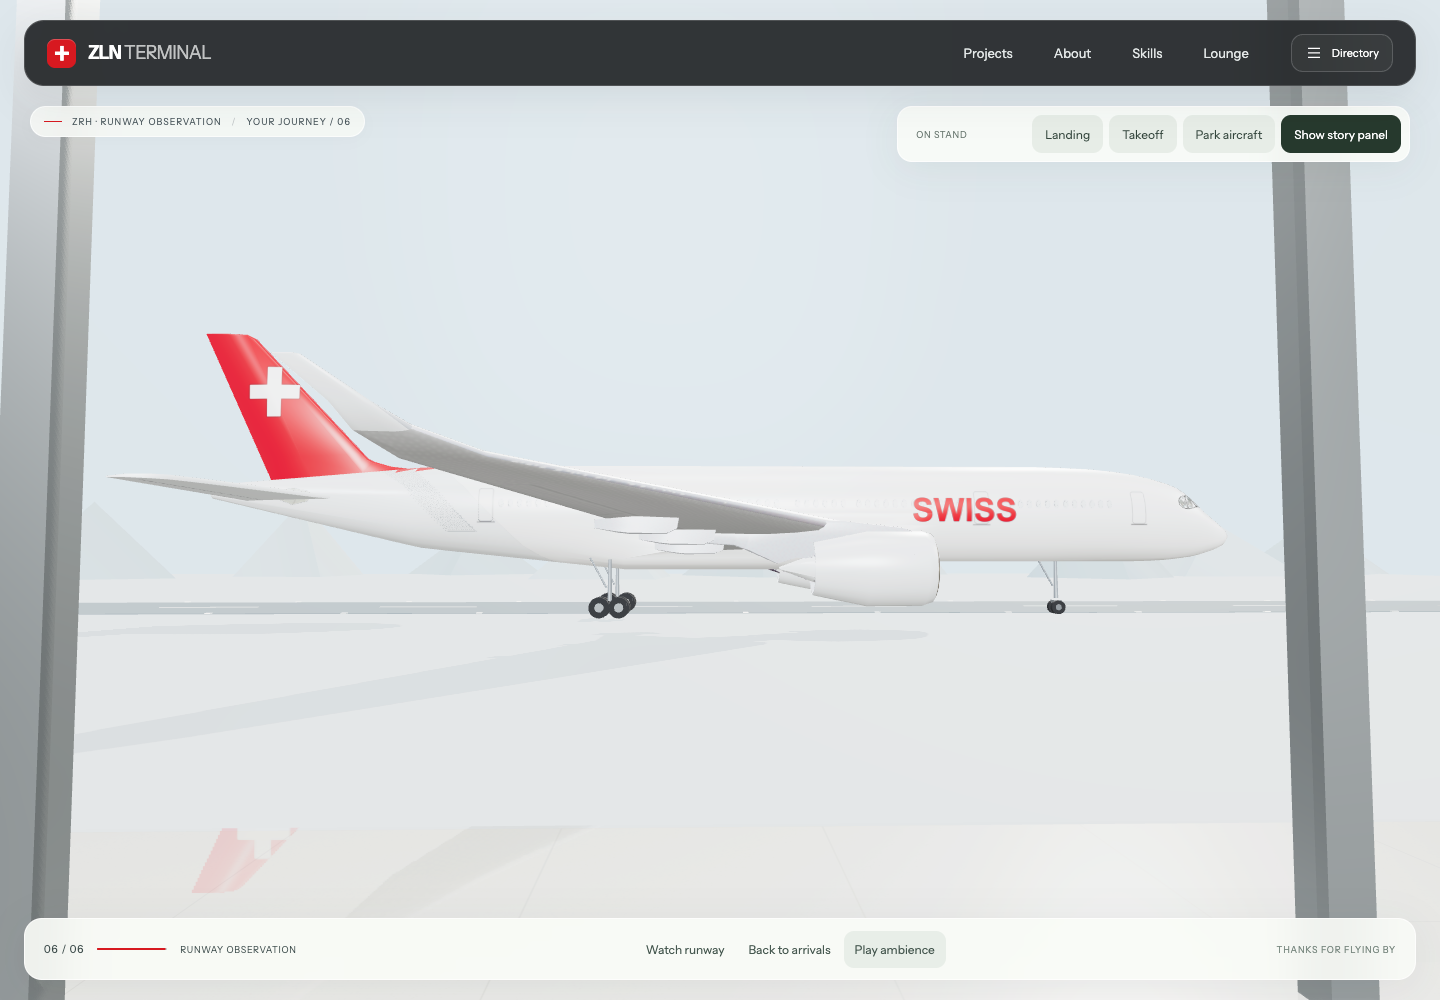 ZLN TERMINAL
Projects
About
Skills
Lounge
Directory
ZRH · RUNWAY OBSERVATION / YOUR JOURNEY / 06
ON STAND
Landing
Takeoff
Park aircraft
Show story panel
SWISS
06 / 06
RUNWAY OBSERVATION
Watch runway
Back to arrivals
Play ambience
THANKS FOR FLYING BY